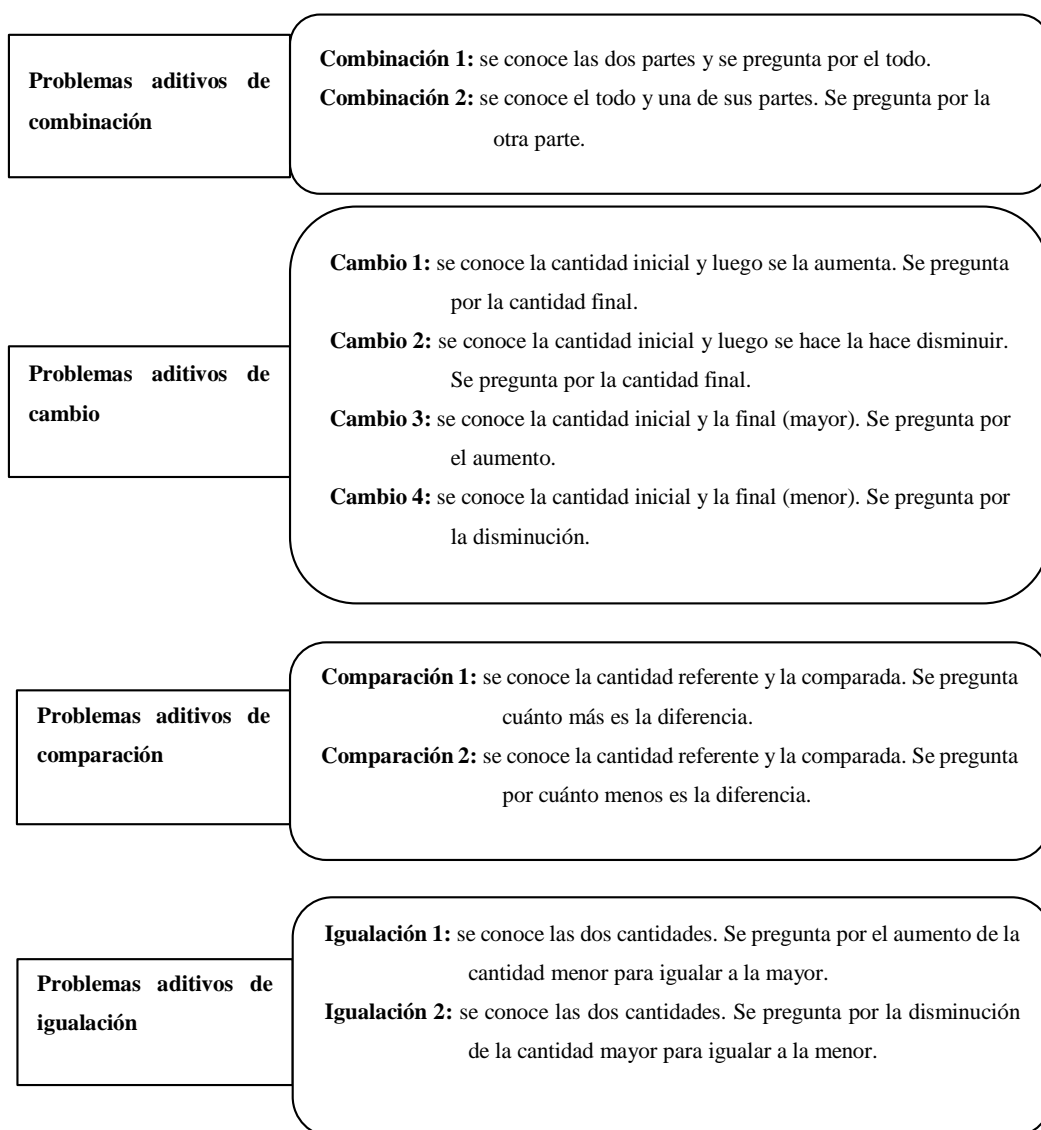 Problemas aditivos de
combinación
Combinación 1: se conoce las dos partes y se pregunta por el todo.
Combinación 2: se conoce el todo y una de sus partes. Se pregunta por la
otra parte.
Problemas aditivos de
cambio
Cambio 1: se conoce la cantidad inicial y luego se la aumenta. Se pregunta
por la cantidad final.
Cambio 2: se conoce la cantidad inicial y luego se hace la hace disminuir.
Se pregunta por la cantidad final.
Cambio 3: se conoce la cantidad inicial y la final (mayor). Se pregunta por
el aumento.
Cambio 4: se conoce la cantidad inicial y la final (menor). Se pregunta por
la disminución.
Problemas aditivos de
comparación
Comparación 1: se conoce la cantidad referente y la comparada. Se pregunta
cuánto más es la diferencia.
Comparación 2: se conoce la cantidad referente y la comparada. Se pregunta
por cuánto menos es la diferencia.
Problemas aditivos de
igualación
Igualación 1: se conoce las dos cantidades. Se pregunta por el aumento de la
cantidad menor para igualar a la mayor.
Igualación 2: se conoce las dos cantidades. Se pregunta por la disminución
de la cantidad mayor para igualar a la menor.